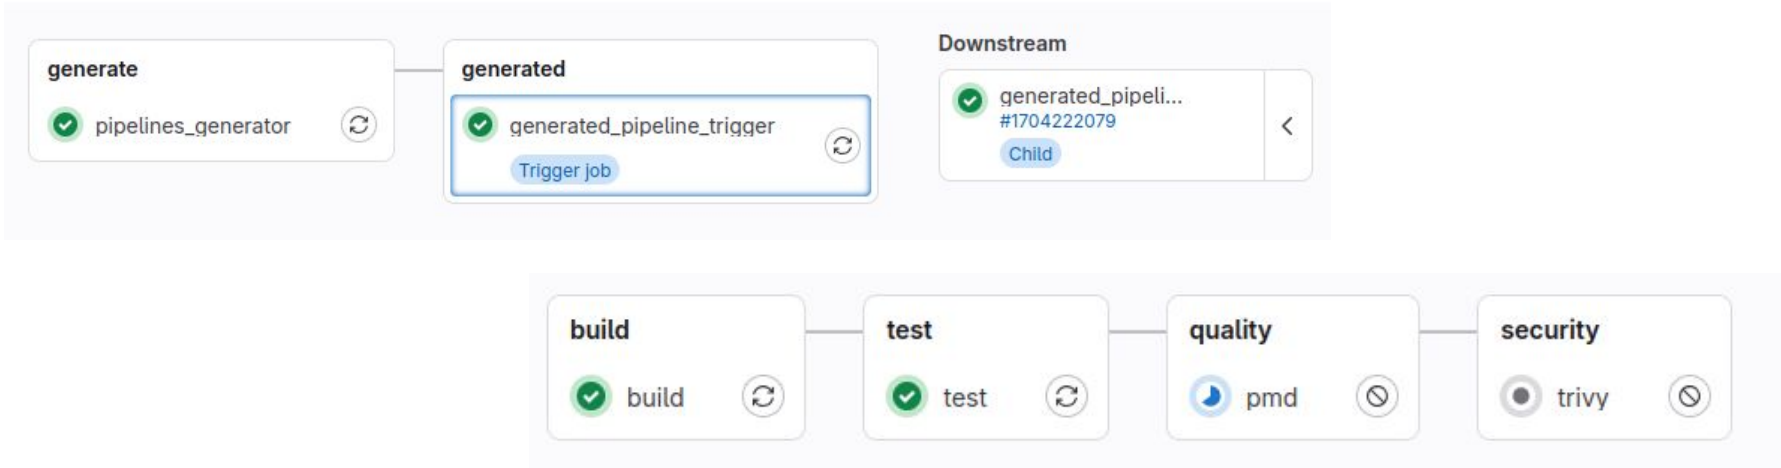 generate
pipelines_generator
generated
generated_pipeline_trigger
Trigger job
Downstream
generated_pipeli...
#1704222079
Child
build
build
test
test
quality
pmd
security
trivy